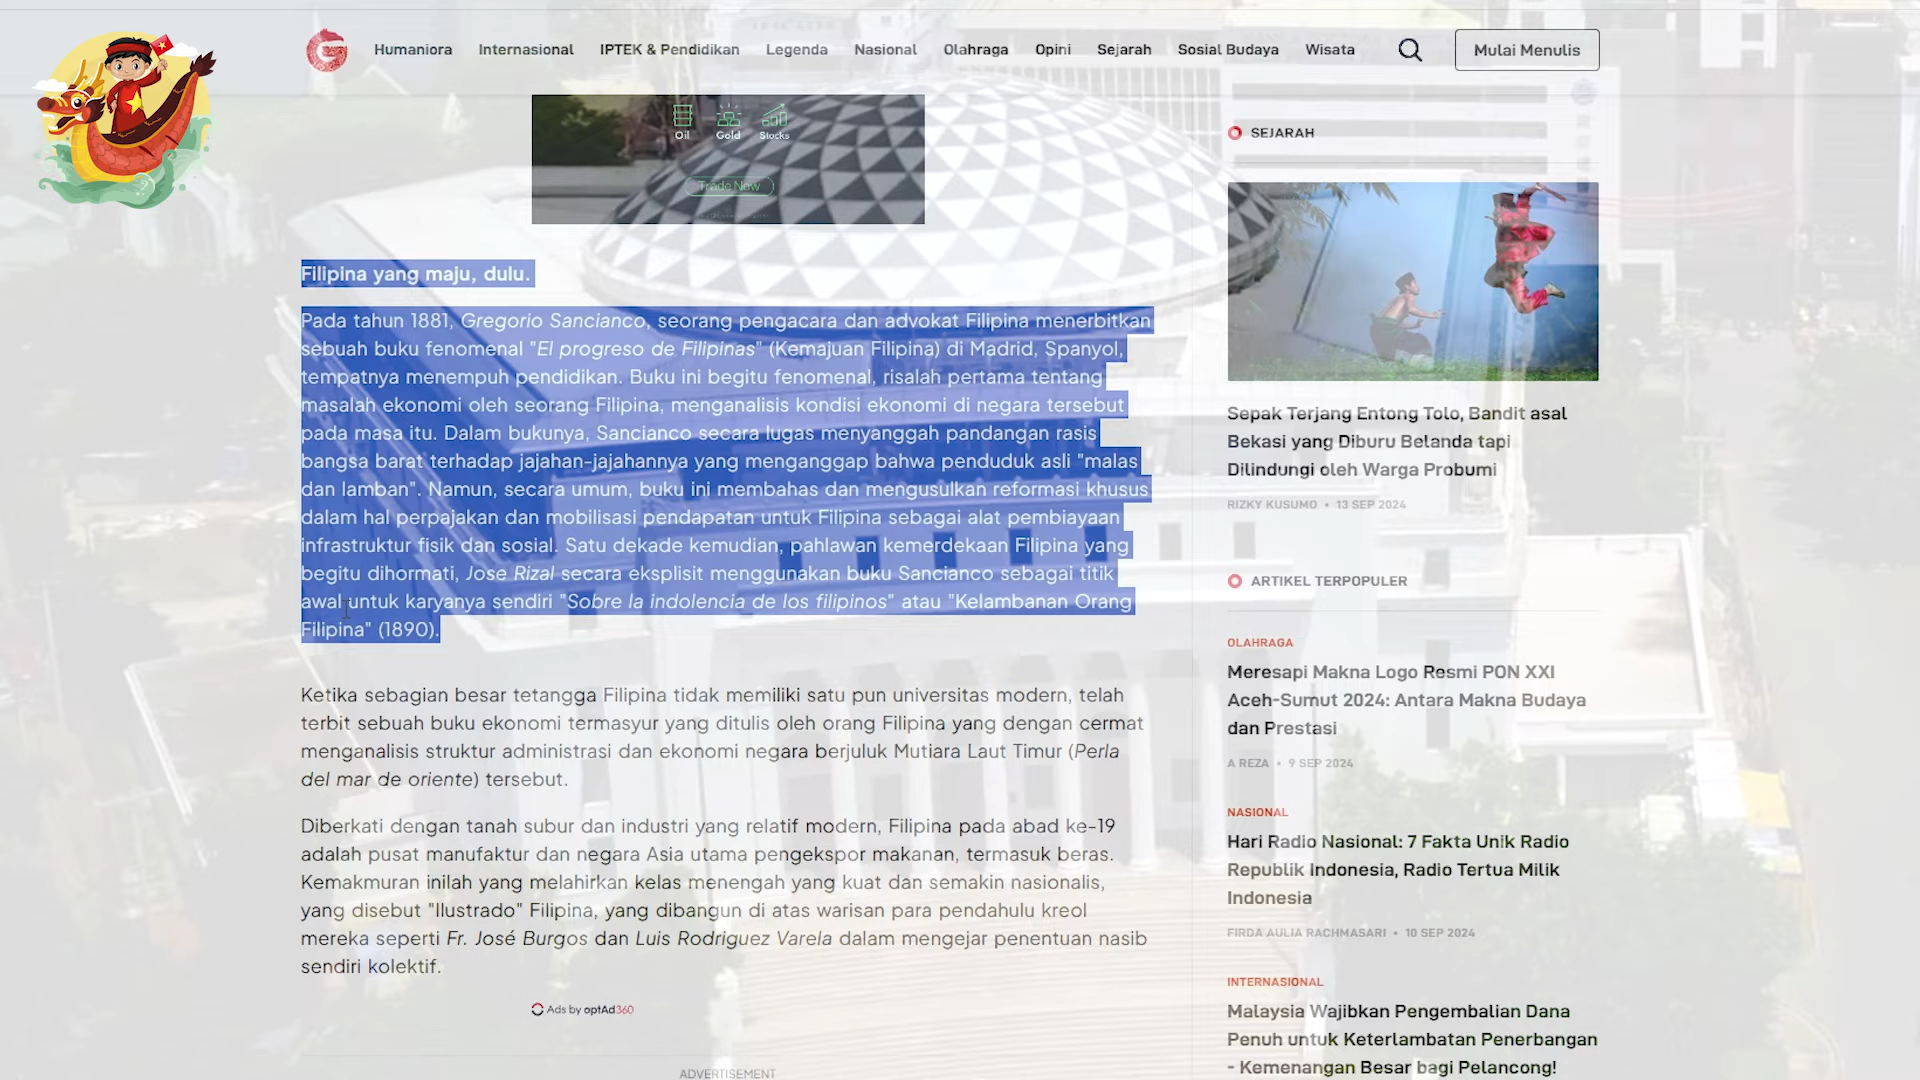 Humaniora Internasional IPTEK & Pendidikan Legenda Nasional Olahraga Opini Sejarah Sosial Budaya Wisata Mulai Menulis
Oil Gold Stocks
Trade Now
Filipina yang maju, dulu.
Pada tahun 1881, Gregorio Sancianco, seorang pengacara dan advokat Filipina menerbitkan
sebuah buku fenomenal "El progreso de Filipinas" (Kemajuan Filipina) di Madrid, Spanyol,
tempatnya menempuh pendidikan. Buku ini begitu fenomenal, risalah pertama tentang
masalah ekonomi oleh seorang Filipina, menganalisis kondisi ekonomi di negara tersebut
pada masa itu. Dalam bukunya, Sancianco secara lugas menyanggah pandangan rasis
bangsa barat terhadap jajahan-jajahannya yang menganggap bahwa penduduk asli "malas
dan lamban". Namun, secara umum, buku ini membahas dan mengusulkan reformasi khusus
dalam hal perpajakan dan mobilisasi pendapatan untuk Filipina sebagai alat pembiayaan
infrastruktur fisik dan sosial. Satu dekade kemudian, pahlawan kemerdekaan Filipina yang
begitu dihormati, Jose Rizal secara eksplisit menggunakan buku Sancianco sebagai titik
awal untuk karyanya sendiri "Sobre la indolencia de los filipinos" atau "Kelambanan Orang
Filipina" (1890).
Ketika sebagian besar tetangga Filipina tidak memiliki satu pun universitas modern, telah
terbit sebuah buku ekonomi termasyur yang ditulis oleh orang Filipina yang dengan cermat
menganalisis struktur administrasi dan ekonomi negara berjuluk Mutiara Laut Timur (Perla
del mar de oriente) tersebut.
Diberkati dengan tanah subur dan industri yang relatif modern, Filipina pada abad ke-19
adalah pusat manufaktur dan negara Asia utama pengekspor makanan, termasuk beras.
Kemakmuran inilah yang melahirkan kelas menengah yang kuat dan semakin nasionalis,
yang disebut "Ilustrado" Filipina, yang dibangun di atas warisan para pendahulu kreol
mereka seperti Fr. José Burgos dan Luis Rodriguez Varela dalam mengejar penentuan nasib
sendiri kolektif.
Ads by optAd360
ADVERTISEMENT
SEJARAH
Sepak Terjang Entong Tolo, Bandit asal
Bekasi yang Diburu Belanda tapi
Dilindungi oleh Warga Probumi
RIZKY KUSUMO • 13 SEP 2024
ARTIKEL TERPOPULER
OLAHRAGA
Meresapi Makna Logo Resmi PON XXI
Aceh-Sumut 2024: Antara Makna Budaya
dan Prestasi
A REZA • 9 SEP 2024
NASIONAL
Hari Radio Nasional: 7 Fakta Unik Radio
Republik Indonesia, Radio Tertua Milik
Indonesia
FIRDA AULIA RACHMASARI • 10 SEP 2024
INTERNASIONAL
Malaysia Wajibkan Pengembalian Dana
Penuh untuk Keterlambatan Penerbangan
- Kemenangan Besar bagi Pelancong!